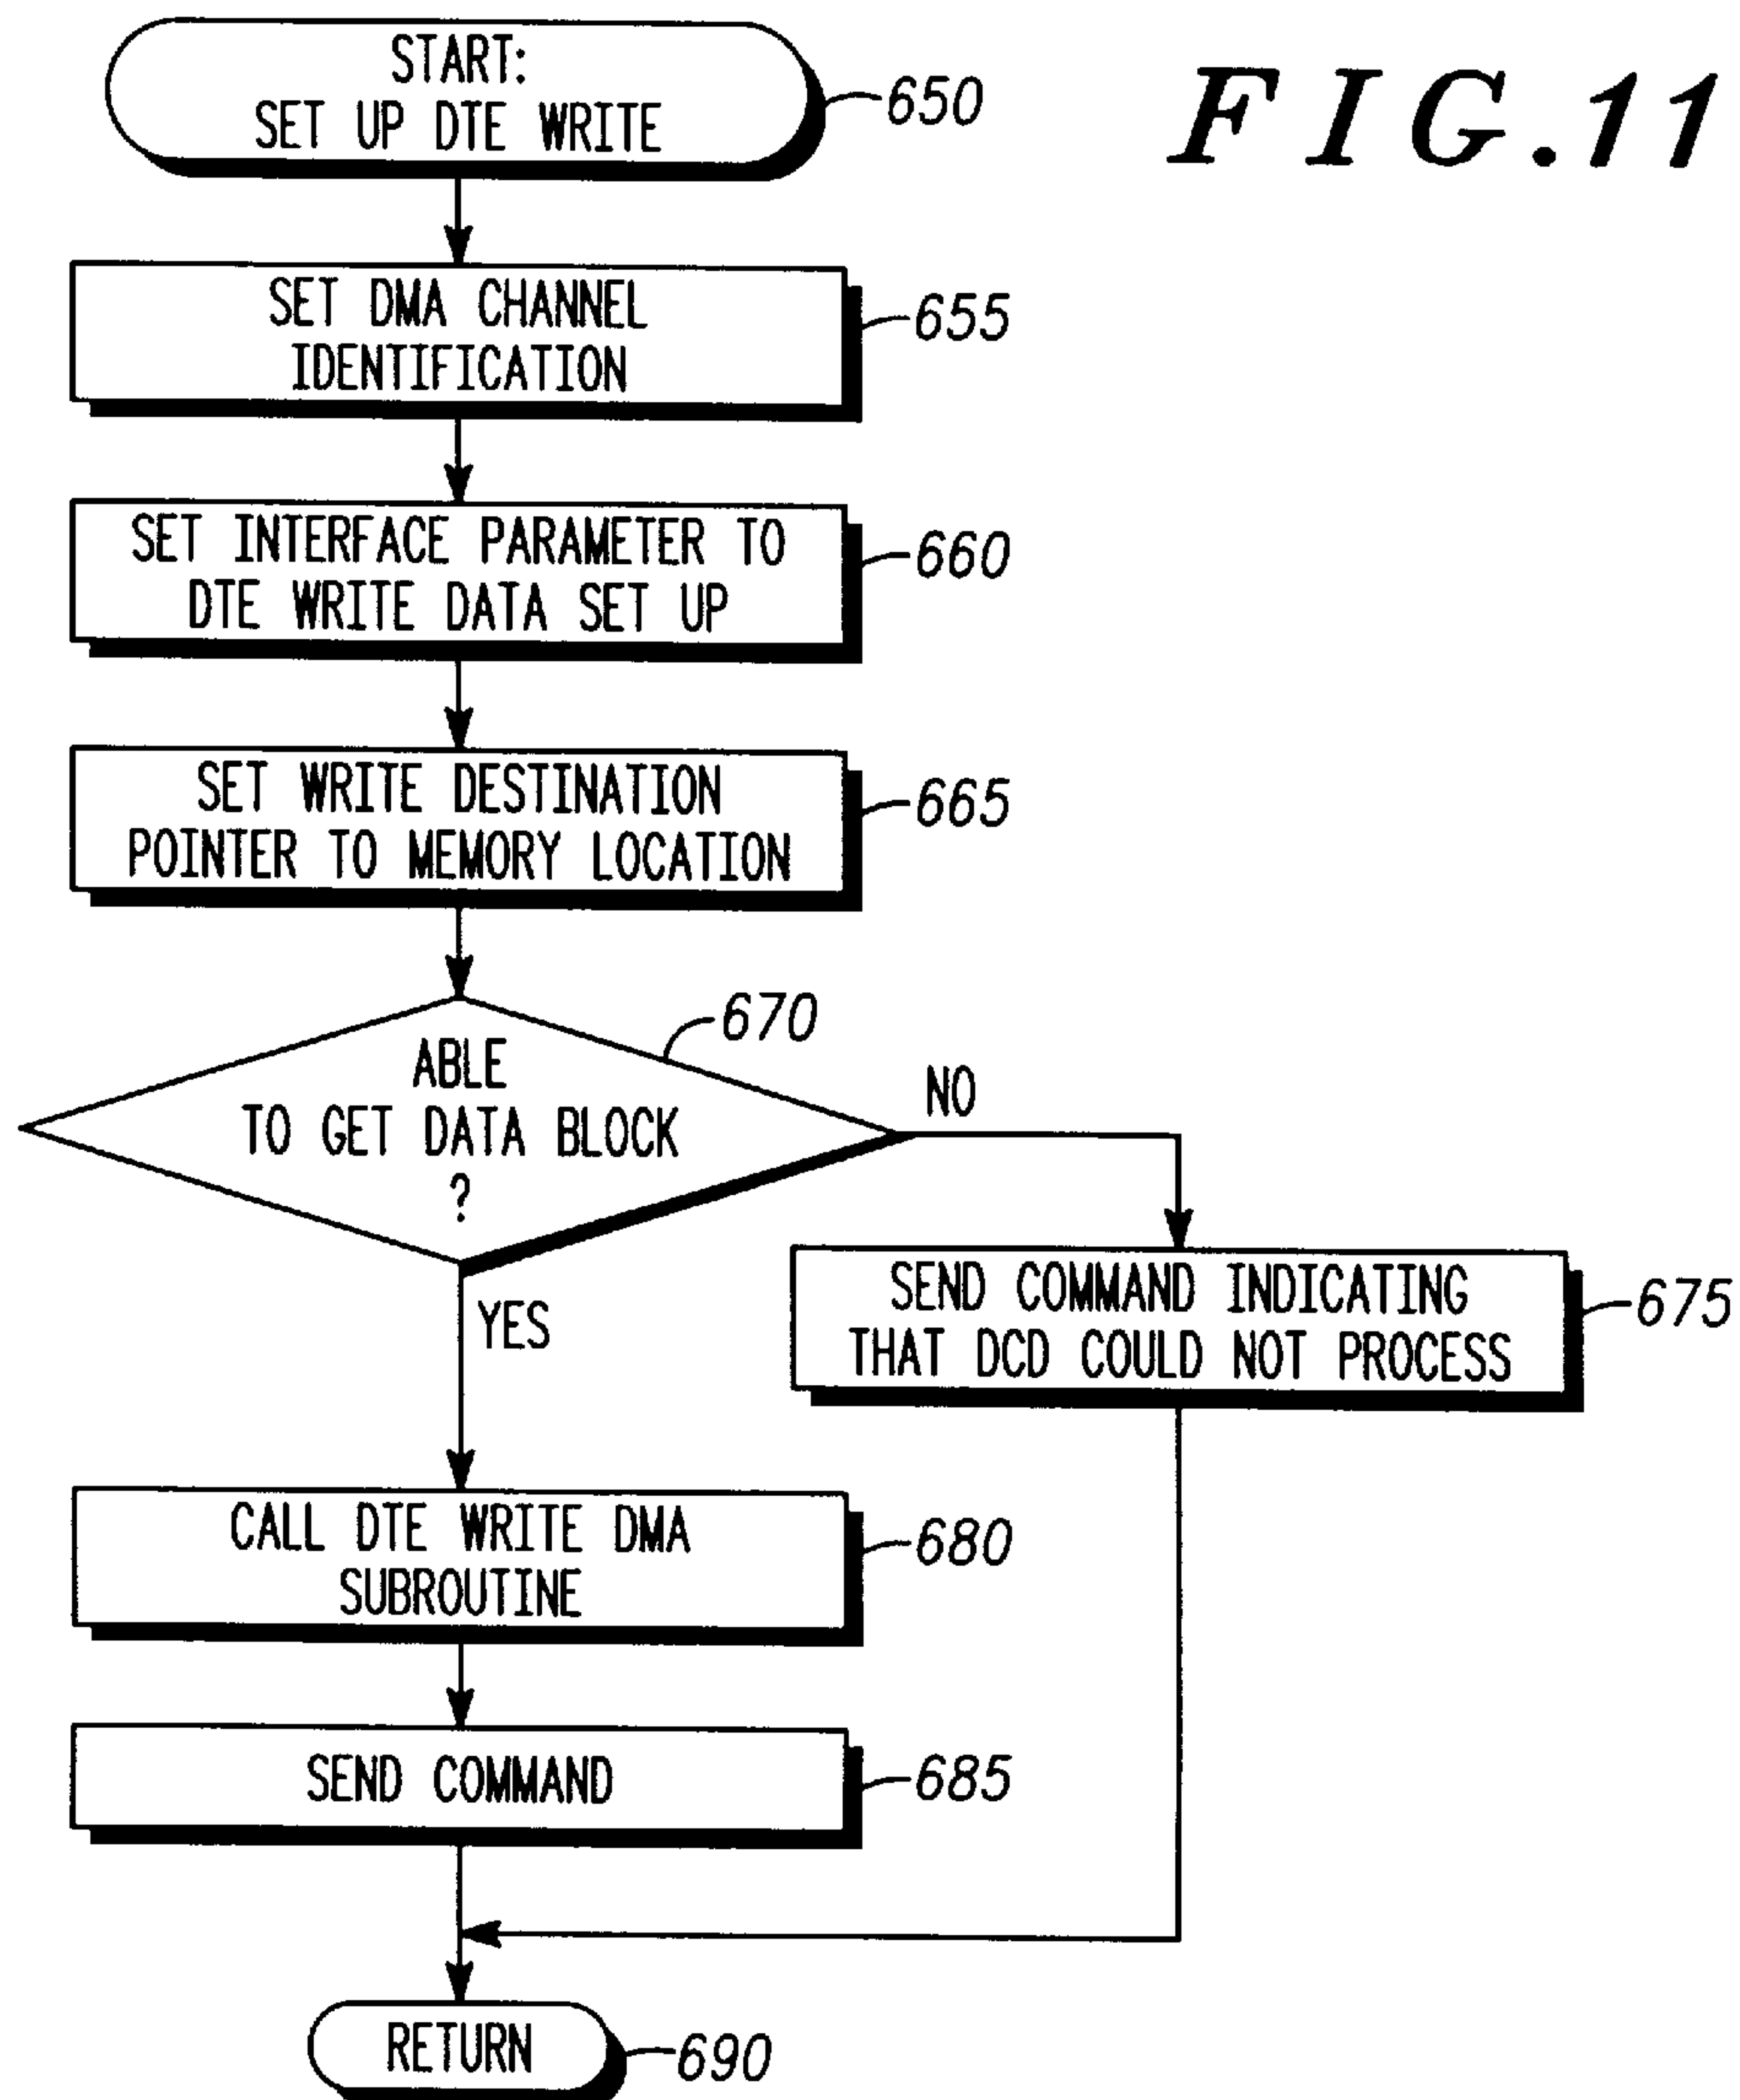 START:
SET UP DTE WRITE
650
FIG.11
SET DMA CHANNEL
IDENTIFICATION
655
SET INTERFACE PARAMETER TO
DTE WRITE DATA SET UP
660
SET WRITE DESTINATION
POINTER TO MEMORY LOCATION
665
670
ABLE
TO GET DATA BLOCK
?
NO
YES
SEND COMMAND INDICATING
THAT DCD COULD NOT PROCESS
675
CALL DTE WRITE DMA
SUBROUTINE
680
SEND COMMAND
685
RETURN
690